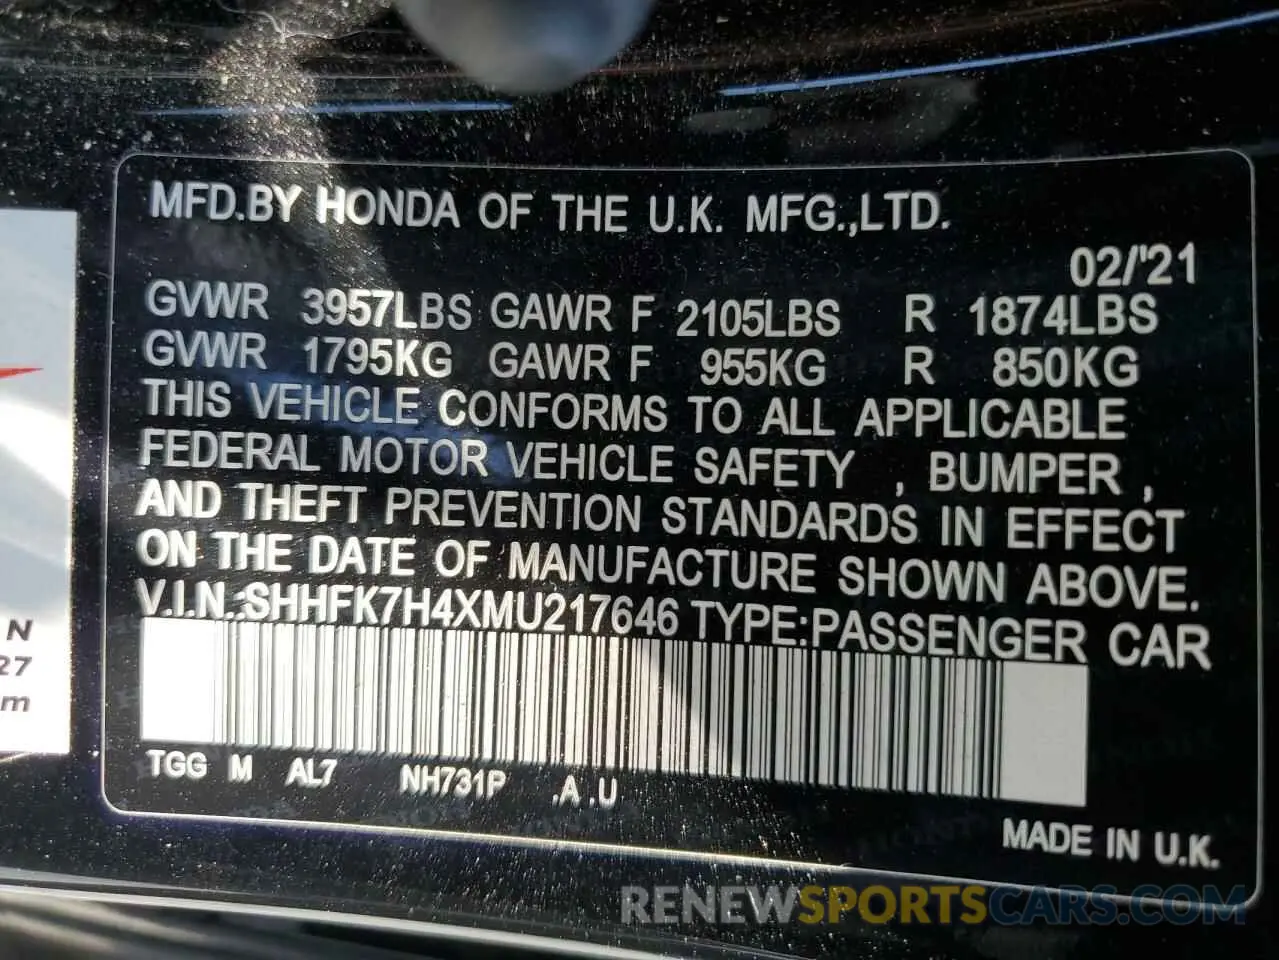 MFD.BY HONDA OF THE U.K. MFG.,LTD.
02/'21
GVWR 3957LBS GAWR F 2105LBS R 1874LBS
GVWR 1795KG GAWR F 955KG R 850KG
THIS VEHICLE CONFORMS TO ALL APPLICABLE
FEDERAL MOTOR VEHICLE SAFETY , BUMPER ,
AND THEFT PREVENTION STANDARDS IN EFFECT
ON THE DATE OF MANUFACTURE SHOWN ABOVE.
V.I.N.:SHHFK7H4XMU217646 TYPE:PASSENGER CAR
TGG M AL7 NH731P .A .U
MADE IN U.K.
N
27
m
RENEWSPORTSCARS.COM